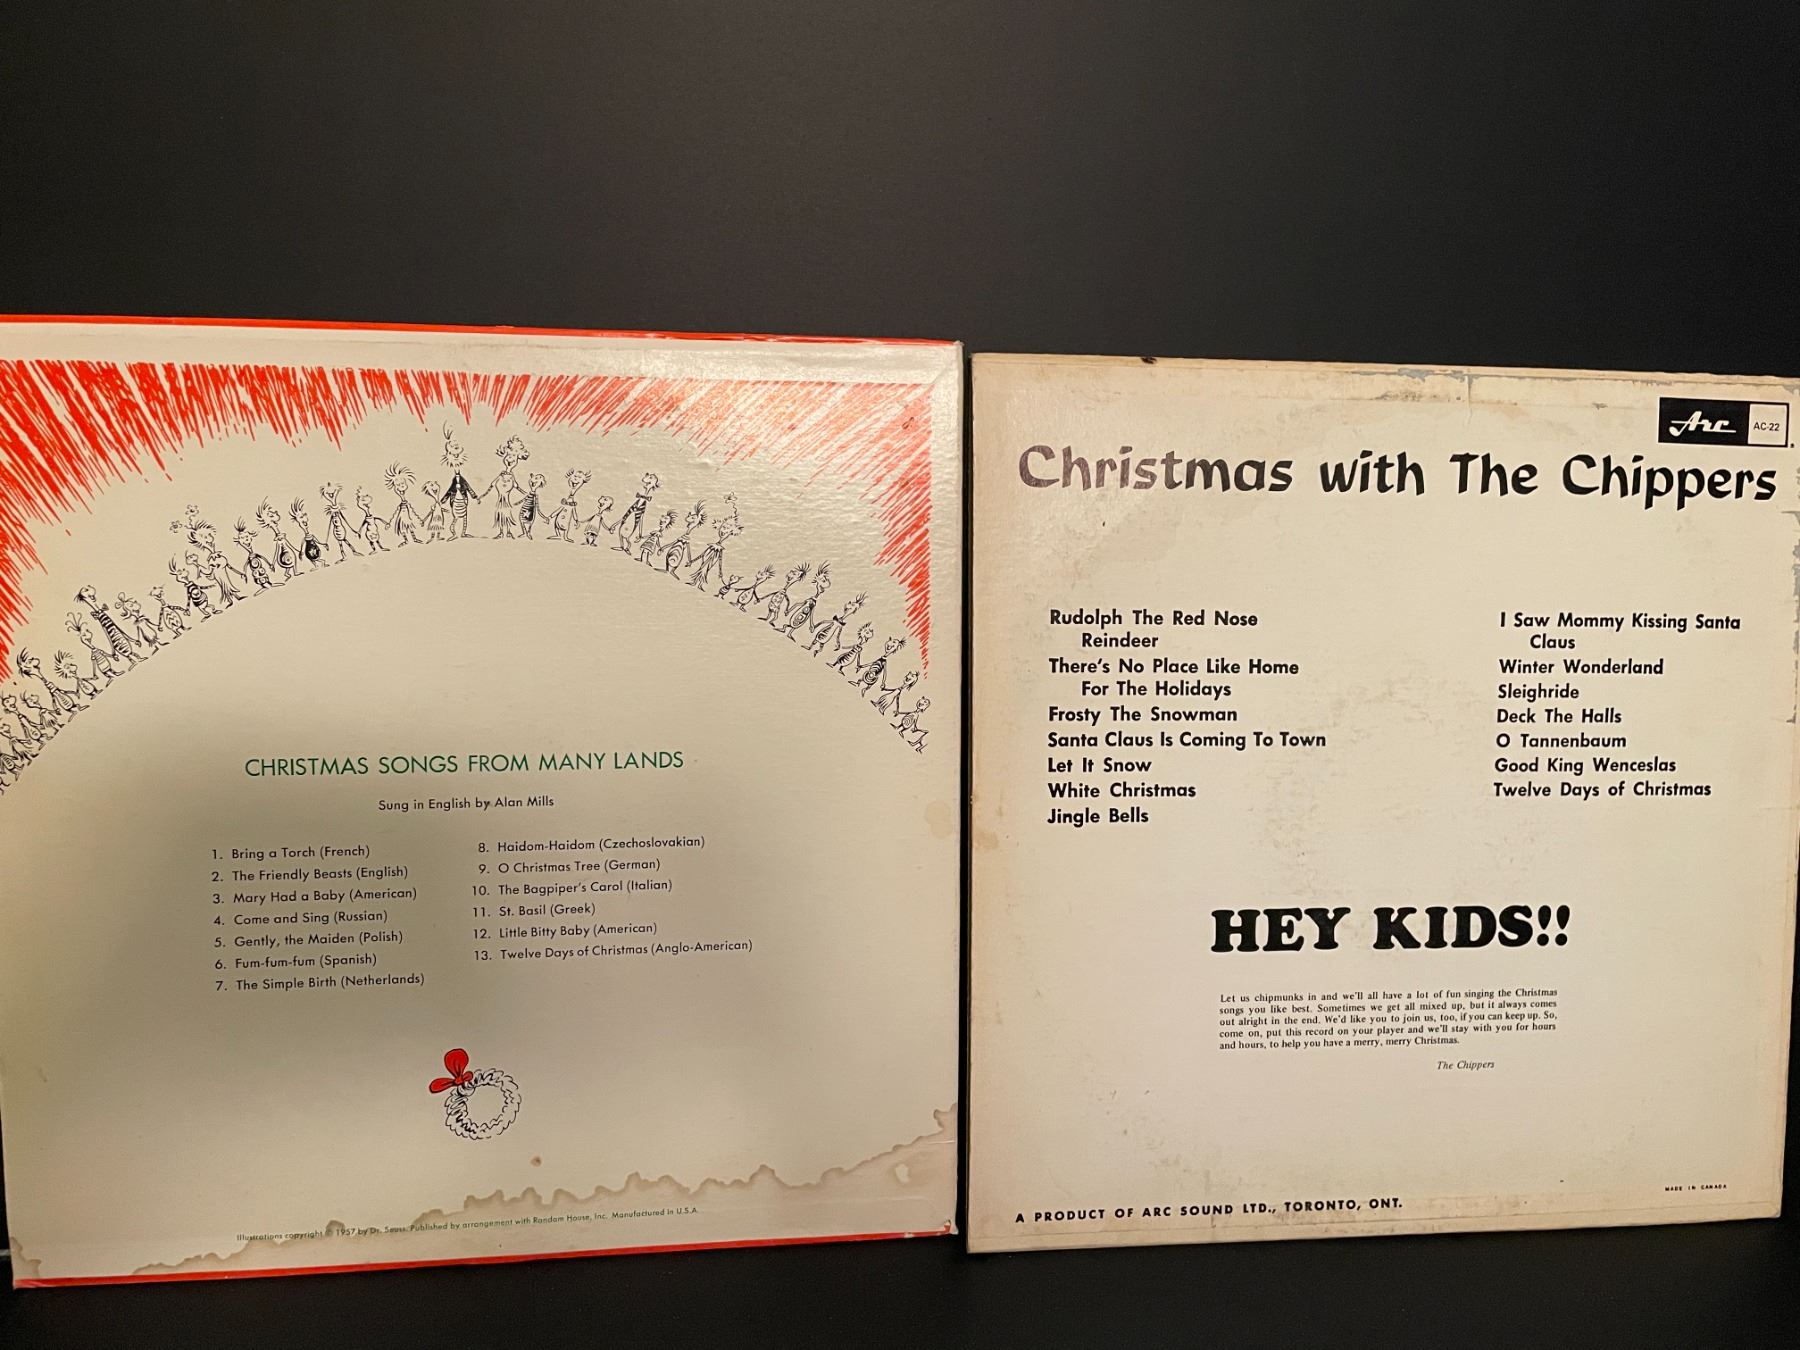 CHRISTMAS SONGS FROM MANY LANDS
Sung in English by Alan Mills
1. Bring a Torch (French)
2. The Friendly Beasts (English)
3. Mary Had a Baby (American)
4. Come and Sing (Russian)
5. Gently, the Maiden (Polish)
6. Fum-fum-fum (Spanish)
7. The Simple Birth (Netherlands)
8. Haidom-Haidom (Czechoslovakian)
9. O Christmas Tree (German)
10. The Bagpiper's Carol (Italian)
11. St. Basil (Greek)
12. Little Bitty Baby (American)
13. Twelve Days of Christmas (Anglo-American)
Illustrations copyright © 1957 by Dr. Seuss. Published by arrangement with Random House, Inc. Manufactured in U.S.A.
Arc AC-22
Christmas with The Chippers
Rudolph The Red Nose
Reindeer
There's No Place Like Home
For The Holidays
Frosty The Snowman
Santa Claus Is Coming To Town
Let It Snow
White Christmas
Jingle Bells
I Saw Mommy Kissing Santa
Claus
Winter Wonderland
Sleighride
Deck The Halls
O Tannenbaum
Good King Wenceslas
Twelve Days of Christmas
HEY KIDS!!
Let us chipmunks in and we'll all have a lot of fun singing the Christmas
songs you like best. Sometimes we get all mixed up, but it always comes
out alright in the end. We'd like you to join us, too, if you can keep up. So,
come on, put this record on your player and we'll stay with you for hours
and hours, to help you have a merry, merry Christmas.
The Chippers
MADE IN CANADA
A PRODUCT OF ARC SOUND LTD., TORONTO, ONT.